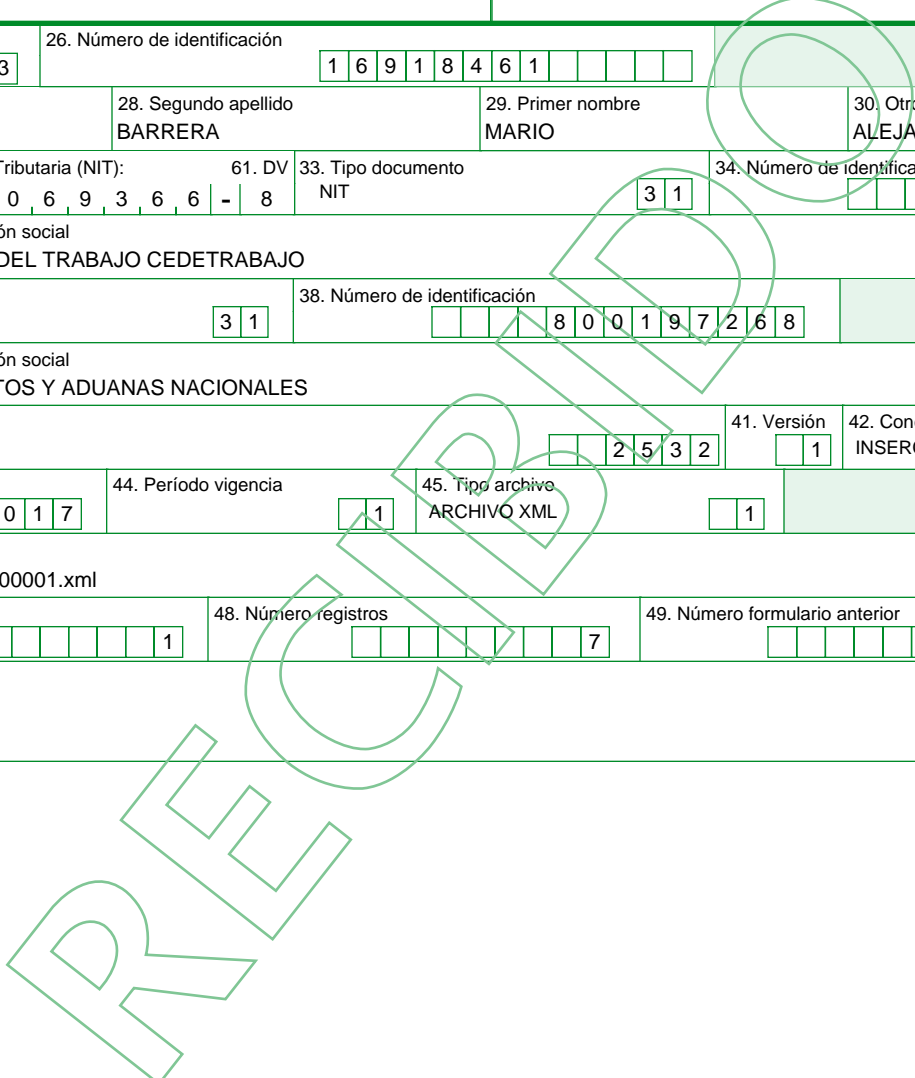 26. Número de identificación
3 1 6 9 1 8 4 6 1
28. Segundo apellido 29. Primer nombre 30. Otro
BARRERA MARIO ALEJA
Tributaria (NIT): 61. DV 33. Tipo documento 34. Número de identifica
0 6 9 3 6 6 - 8 NIT 3 1
ón social
DEL TRABAJO CEDETRABAJO
38. Número de identificación
3 1 8 0 0 1 9 7 2 6 8
ón social
TOS Y ADUANAS NACIONALES
41. Versión 42. Con
2 5 3 2 1 INSER
44. Período vigencia 45. Tipo archivo
0 1 7 1 ARCHIVO XML 1
00001.xml
48. Número registros 49. Número formulario anterior
1 7
RECIBIDO